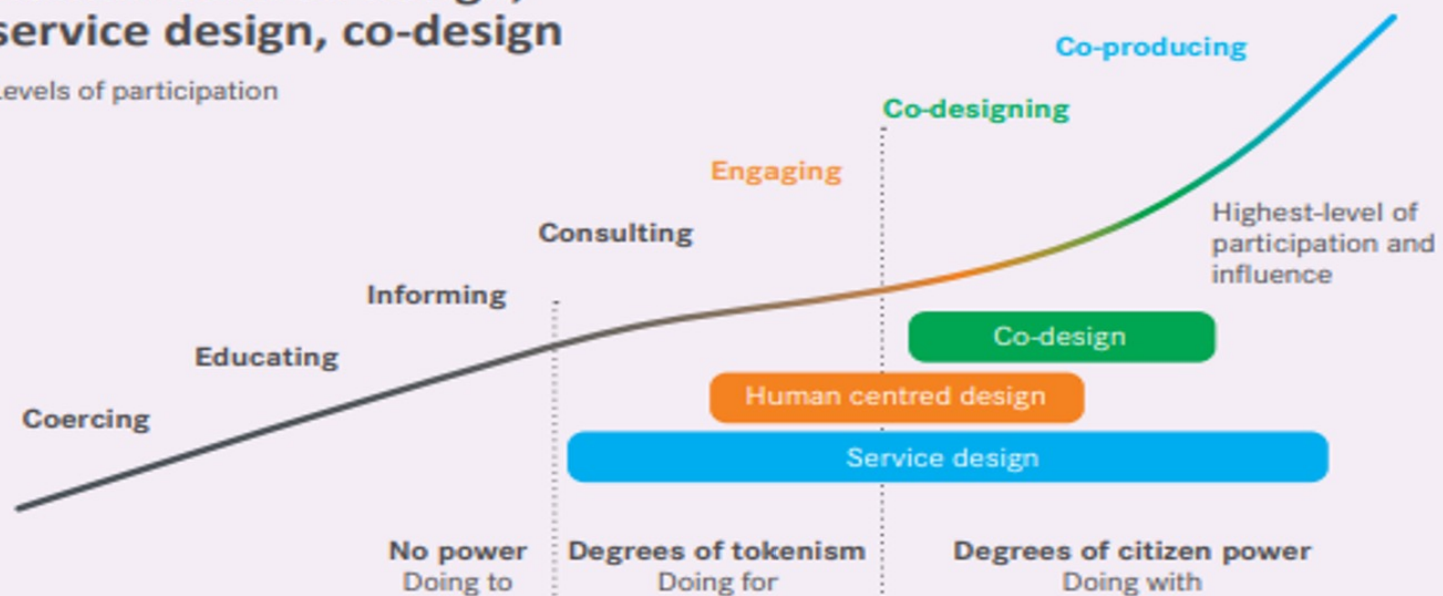 service design, co-design
Levels of participation
Co-producing
Co-designing
Engaging
Consulting
Informing
Educating
Coercing
Highest-level of
participation and
influence
Co-design
Human centred design
Service design
No power
Doing to
Degrees of tokenism
Doing for
Degrees of citizen power
Doing with